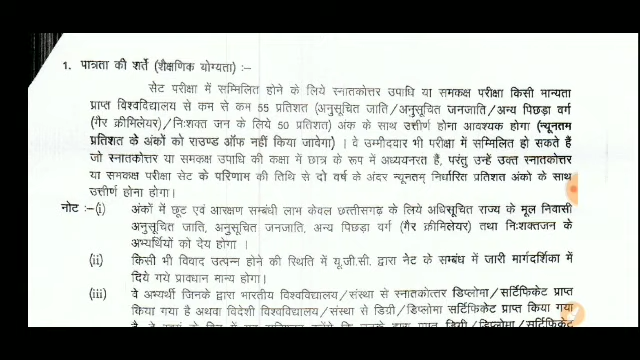 1. पात्रता की शर्तें (शैक्षणिक योग्यता) :–
सेट परीक्षा में सम्मिलित होने के लिये स्नातकोत्तर उपाधि या समकक्ष परीक्षा किसी मान्यता
प्राप्त विश्वविद्यालय से कम से कम 55 प्रतिशत (अनुसूचित जाति/अनुसूचित जनजाति/अन्य पिछड़ा वर्ग
(गैर क्रीमिलेयर)/निःशक्त जन के लिये 50 प्रतिशत) अंक के साथ उत्तीर्ण होना आवश्यक होगा (न्यूनतम
प्रतिशत के अंकों को राउण्ड ऑफ नहीं किया जावेगा) । वे उम्मीदयार भी परीक्षा में सम्मिलित हो सकते हैं
जो स्नातकोत्तर या समकक्ष उपाधि की कक्षा में छात्र के रूप में अध्ययनरत हैं, परंतु उन्हें उक्त स्नातकोत्तर
या समकक्ष परीक्षा सेट के परिणाम की तिथि से दो वर्ष के अंदर न्यूनतम् निर्धारित प्रतिशत अंको के साथ
उत्तीर्ण होना होगा।
नोट :–(i) अंकों में छूट एवं आरक्षण सम्बंधी लाभ केवल छत्तीसगढ़ के लिये अधिसूचित राज्य के मूल निवासी
अनुसूचित जाति, अनुसूचित जनजाति, अन्य पिछड़ा वर्ग (गैर क्रीमिलेयर) तथा निःशक्तजन के
अभ्यर्थियों को देय होगा ।
(ii) किसी भी विवाद उत्पन्न होने की स्थिति में यू.जी.सी. द्वारा नेट के सम्बंध में जारी मार्गदर्शिका में
दिये गये प्रावधान मान्य होगा।
(iii) वे अभ्यर्थी जिनके द्वारा भारतीय विश्वविद्यालय/संस्था से स्नातकोत्तर डिप्लोमा/सर्टिफिकेट प्राप्त
किया गया है अथवा विदेशी विश्वविद्यालय/संस्था से डिग्री/डिप्लोमा/सर्टिफिकेट प्राप्त किया गया
डिग्री/डिप्लोमा/सर्टिफिकेट